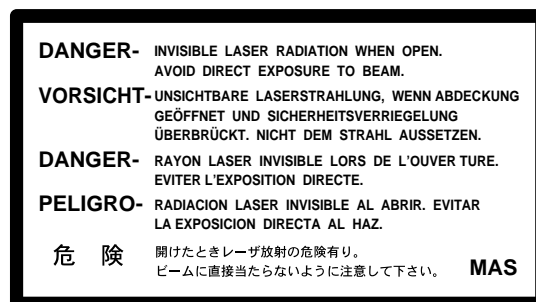 DANGER- INVISIBLE LASER RADIATION WHEN OPEN.
AVOID DIRECT EXPOSURE TO BEAM.
VORSICHT- UNSICHTBARE LASERSTRAHLUNG, WENN ABDECKUNG
GEÖFFNET UND SICHERHEITSVERRIEGELUNG
ÜBERBRÜCKT. NICHT DEM STRAHL AUSSETZEN.
DANGER- RAYON LASER INVISIBLE LORS DE L'OUVER TURE.
EVITER L'EXPOSITION DIRECTE.
PELIGRO- RADIACION LASER INVISIBLE AL ABRIR. EVITAR
LA EXPOSICION DIRECTA AL HAZ.
危 険 開けたときレーザ放射の危険有り。
ビームに直接当たらないように注意して下さい。 MAS